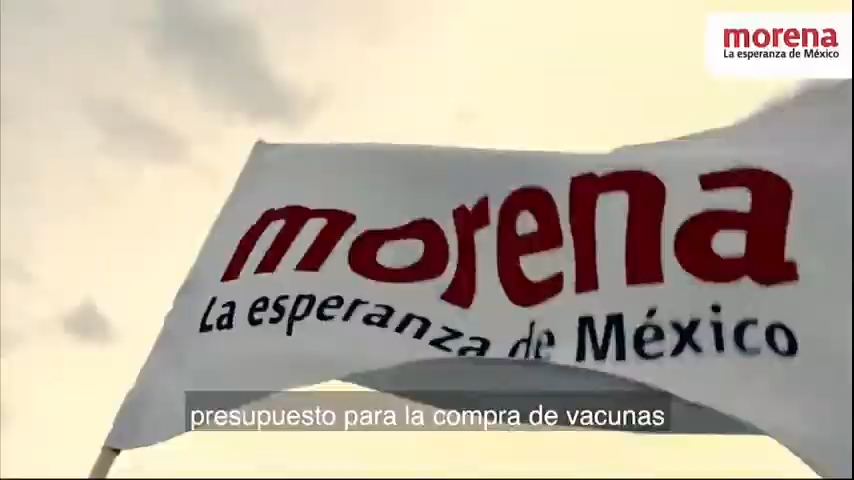 morena
La esperanza de México
morena
La esperanza de México
presupuesto para la compra de vacunas